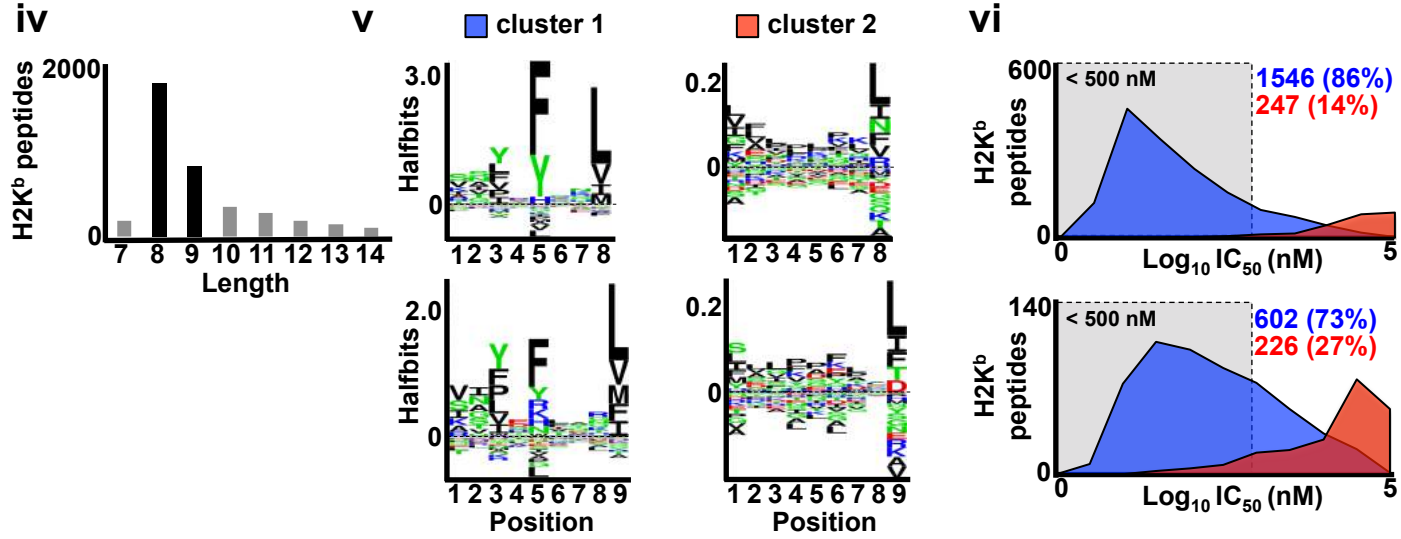 iv
H2Kᵇ peptides
2000
0
7 8 9 10 11 12 13 14
Length
v
cluster 1
cluster 2
Halfbits
3.0
0
1 2 3 4 5 6 7 8
0.2
0
1 2 3 4 5 6 7 8
Halfbits
2.0
0
1 2 3 4 5 6 7 8 9
0.2
0
1 2 3 4 5 6 7 8 9
Position
Position
vi
H2Kᵇ
peptides
600
0
< 500 nM
1546 (86%)
247 (14%)
0 5
Log₁₀ IC₅₀ (nM)
H2Kᵇ
peptides
140
0
< 500 nM
602 (73%)
226 (27%)
0 5
Log₁₀ IC₅₀ (nM)